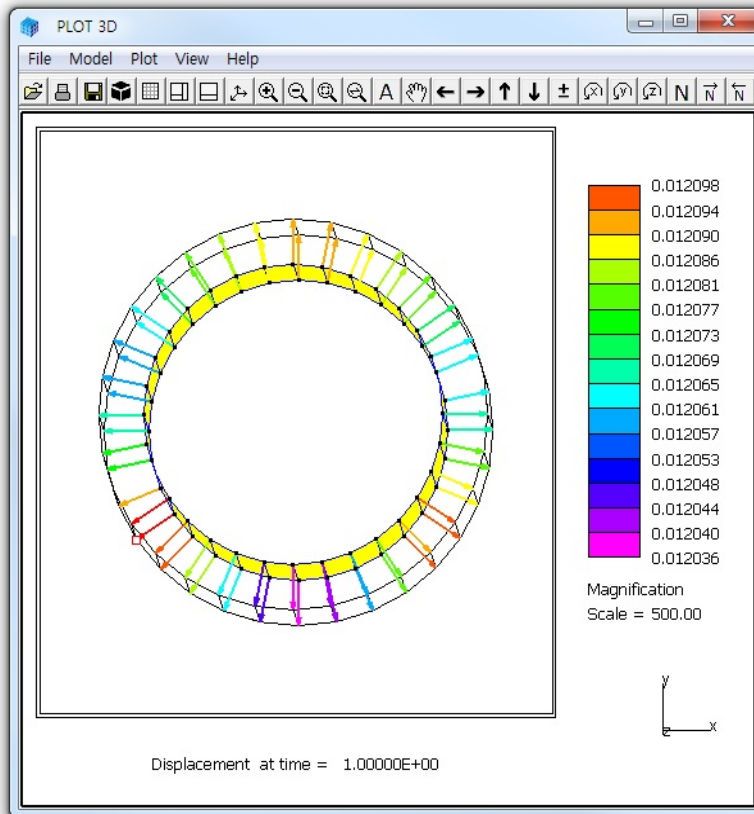 PLOT 3D
File Model Plot View Help
A ± X Y Z N N N
0.012098
0.012094
0.012090
0.012086
0.012081
0.012077
0.012073
0.012069
0.012065
0.012061
0.012057
0.012053
0.012048
0.012044
0.012040
0.012036
Magnification
Scale = 500.00
y
z x
Displacement at time = 1.00000E+00